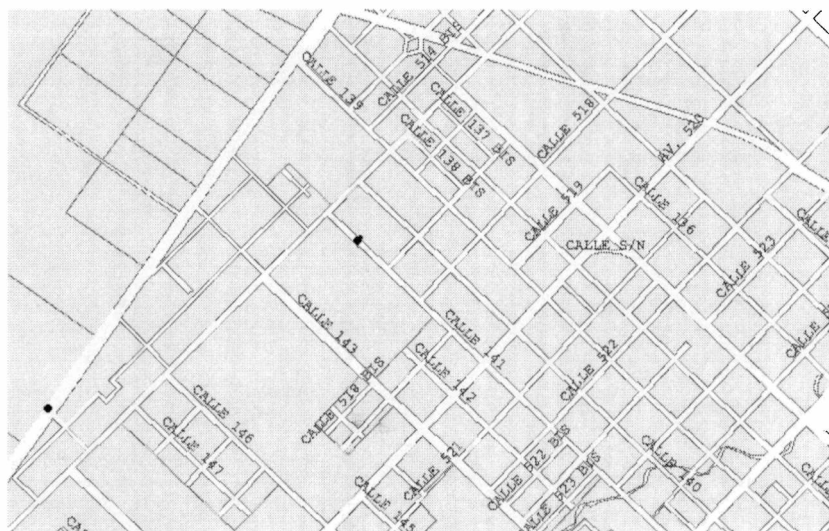 CALLE 514 BIS
CALLE 139
CALLE 137 BIS
CALLE 518
AV. 520
CALLE 138 BIS
CALLE 519
CALLE 136
CALLE S/N
CALLE 523
CALLE 143
CALLE 141
CALLE 142
CALLE 522
CALLE 518 BIS
CALLE 146
CALLE 147
CALLE 521
CALLE 522 BIS
CALLE 523 BIS
CALLE 140
CALLE 145